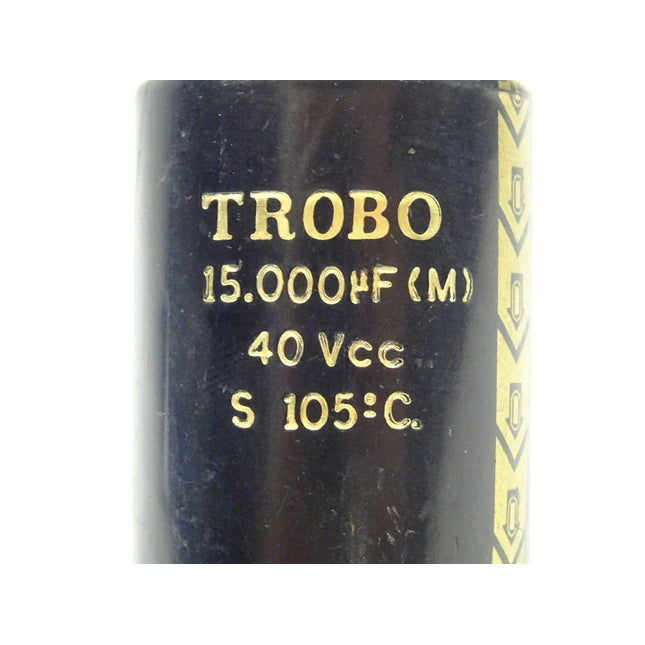 TROBO
15.000µF (M)
40 Vcc
S 105°C.